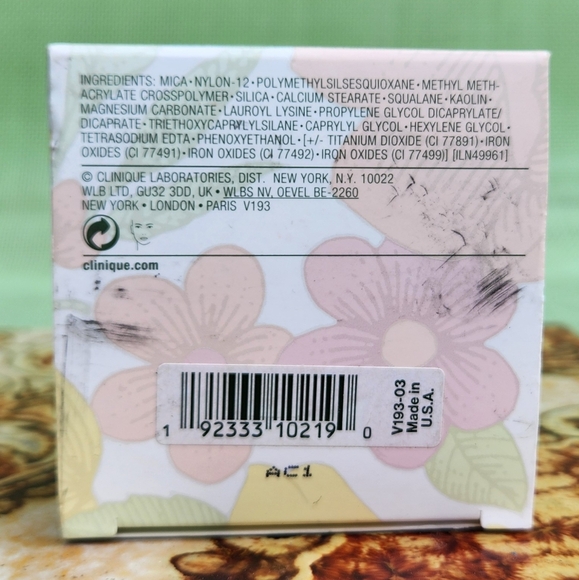 INGREDIENTS: MICA • NYLON-12 • POLYMETHYLSILSESQUIOXANE • METHYL METH-
ACRYLATE CROSSPOLYMER • SILICA • CALCIUM STEARATE • SQUALANE • KAOLIN •
MAGNESIUM CARBONATE • LAUROYL LYSINE • PROPYLENE GLYCOL DICAPRYLATE/
DICAPRATE • TRIETHOXYCAPRYLYLSILANE • CAPRYLYL GLYCOL • HEXYLENE GLYCOL •
TETRASODIUM EDTA • PHENOXYETHANOL • [+/- TITANIUM DIOXIDE (CI 77891) • IRON
OXIDES (CI 77491) • IRON OXIDES (CI 77492) • IRON OXIDES (CI 77499)] [ILN49961]
© CLINIQUE LABORATORIES, DIST. NEW YORK, N.Y. 10022
WLB LTD, GU32 3DD, UK • WLBS NV, OEVEL BE-2260
NEW YORK • LONDON • PARIS V193
clinique.com
1 92333 10219 0
V193-03
Made in
U.S.A.
AC1